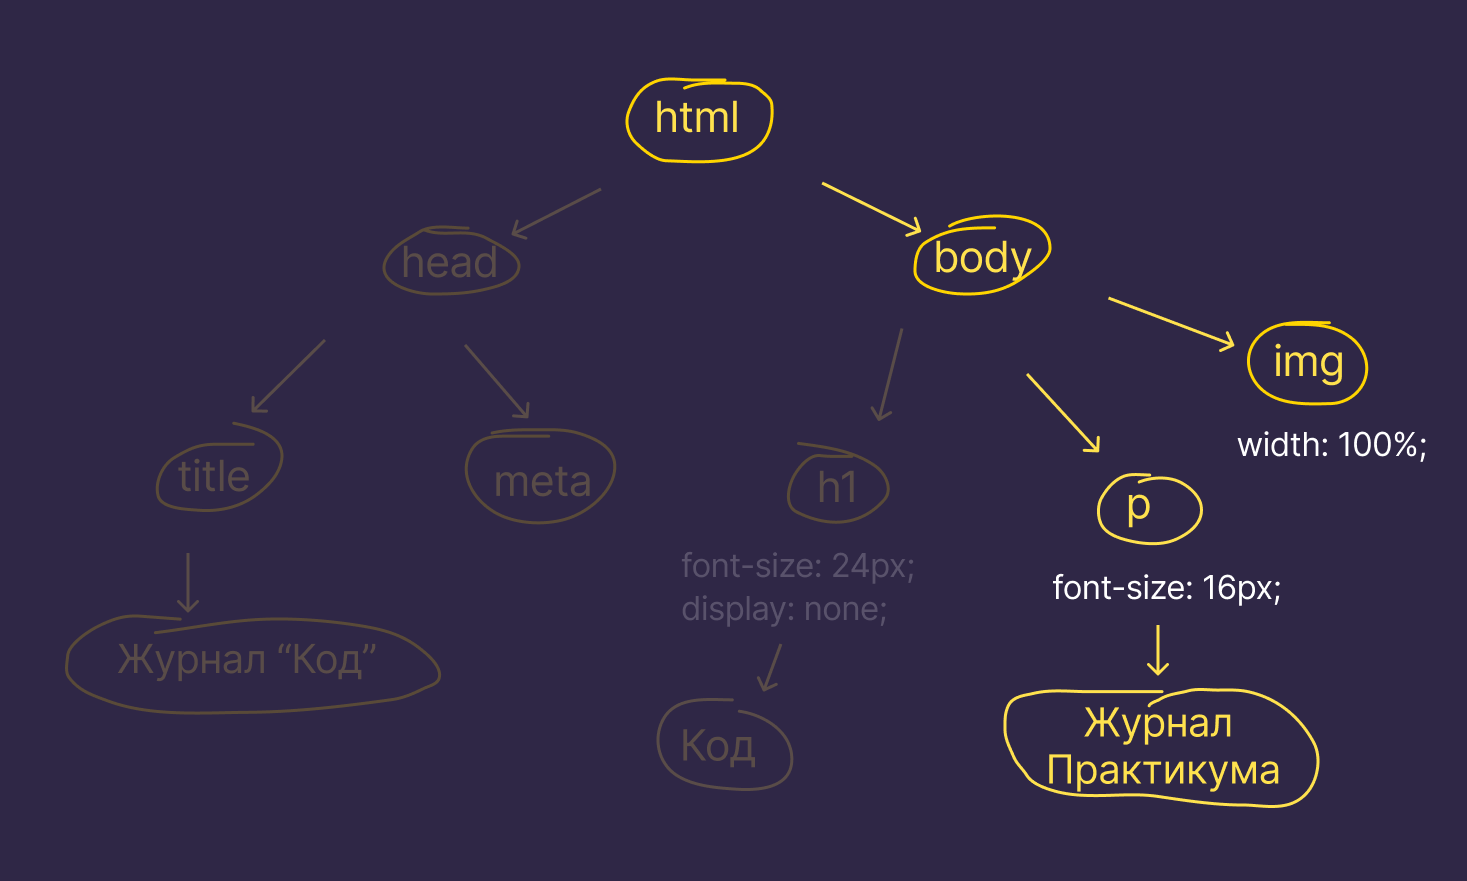 html
head
body
img
width: 100%;
title
meta
h1
p
font-size: 24px;
display: none;
font-size: 16px;
Журнал “Код”
Код
Журнал
Практикума